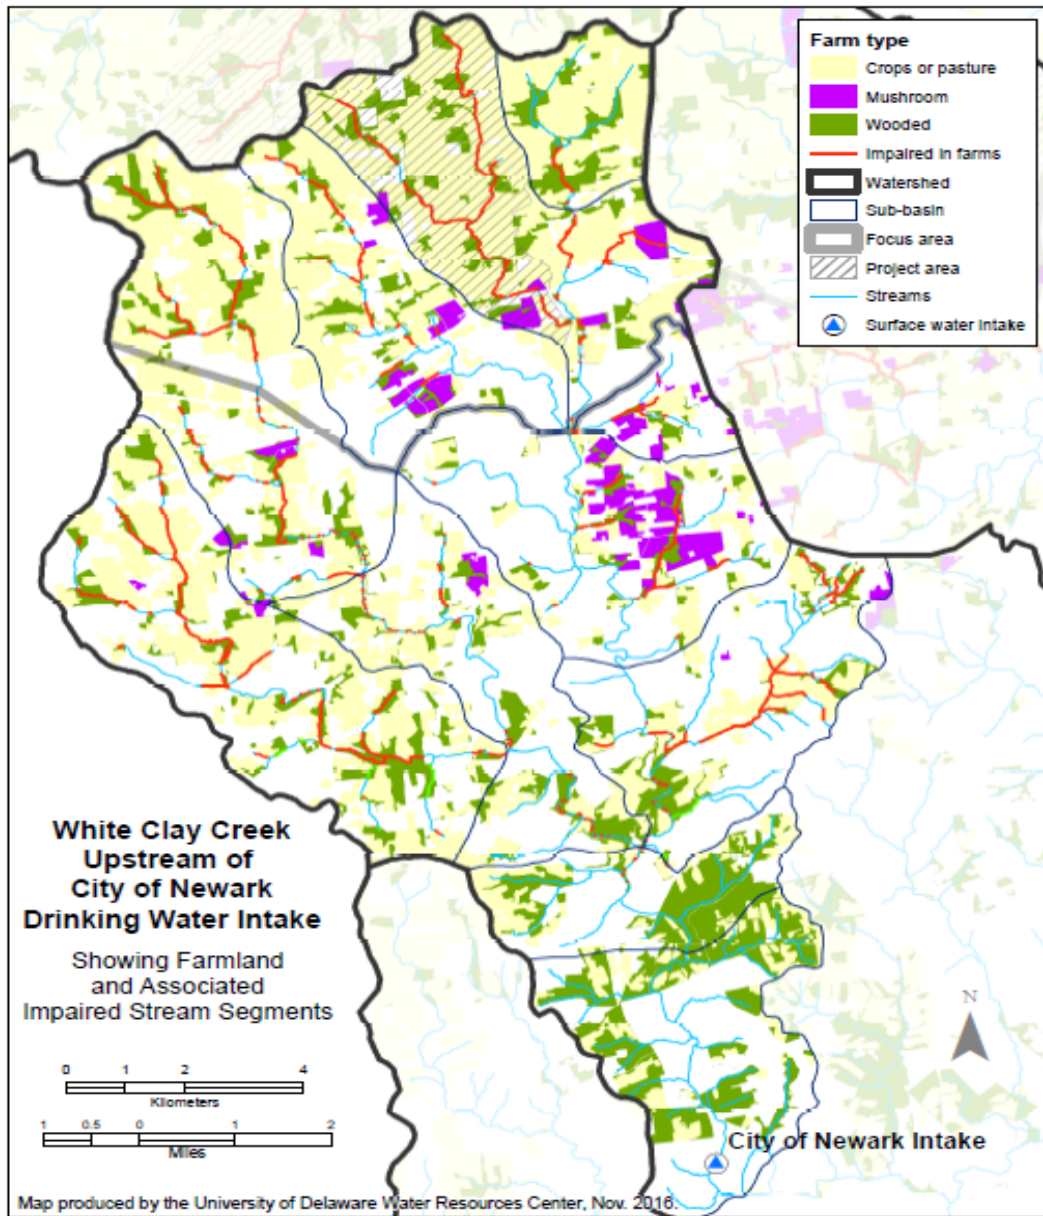 Farm type
Crops or pasture
Mushroom
Wooded
Impaired in farms
Watershed
Sub-basin
Focus area
Project area
Streams
Surface water intake
White Clay Creek
Upstream of
City of Newark
Drinking Water Intake
Showing Farmland
and Associated
Impaired Stream Segments
N
0 1 2 4
Kilometers
1 0.5 0 1 2
Miles
City of Newark Intake
Map produced by the University of Delaware Water Resources Center, Nov. 2016.